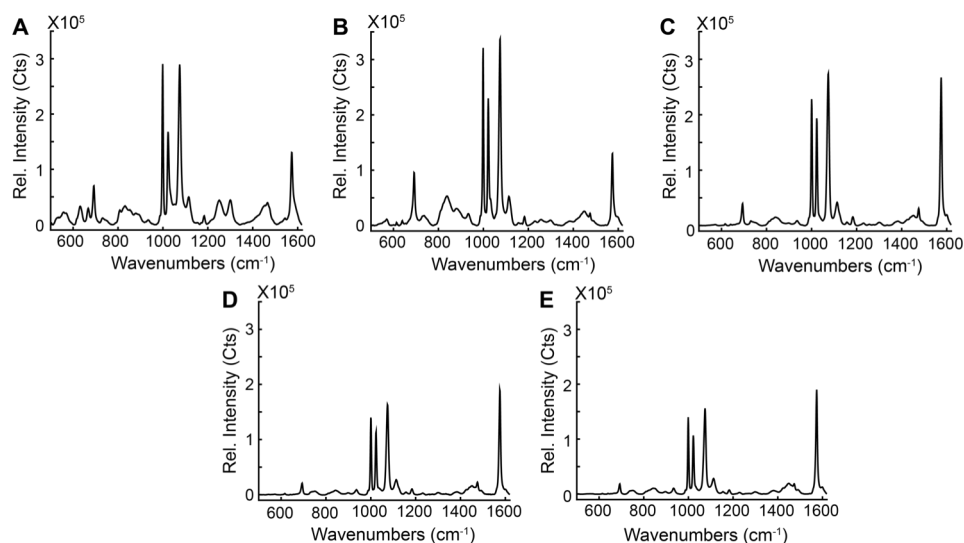 A
X10⁵
Rel. Intensity (Cts)
3
2
1
0
600 800 1000 1200 1400 1600
Wavenumbers (cm⁻¹)
B
X10⁵
Rel. Intensity (Cts)
3
2
1
0
600 800 1000 1200 1400 1600
Wavenumbers (cm⁻¹)
C
X10⁵
Rel. Intensity (Cts)
3
2
1
0
600 800 1000 1200 1400 1600
Wavenumbers (cm⁻¹)
D
X10⁵
Rel. Intensity (Cts)
3
2
1
0
600 800 1000 1200 1400 1600
Wavenumbers (cm⁻¹)
E
X10⁵
Rel. Intensity (Cts)
3
2
1
0
600 800 1000 1200 1400 1600
Wavenumbers (cm⁻¹)